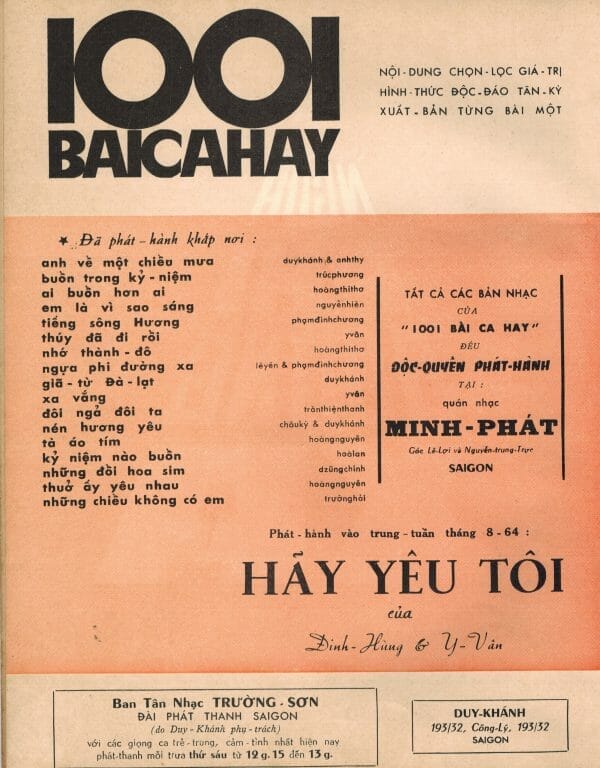 1OO1
BAICAHAY
NỘI-DUNG CHỌN-LỌC GIÁ-TRỊ
HÌNH-THỨC ĐỘC-ĐÁO TÂN-KỲ
XUẤT-BẢN TỪNG BÀI MỘT
★ Đã phát-hành khắp nơi :
anh về một chiều mưa duykhánh & anhthy
buồn trong kỷ-niệm trúcphương
ai buồn hơn ai hoàngthithơ
em là vì sao sáng nguyễnhiền
tiếng sông Hương phạmđìnhchương
thúy đã đi rồi yvân
nhớ thành-đô hoàngthithơ
ngựa phi đường xa lêyên & phạmđìnhchương
giã-từ Đà-lạt duykhánh
xa vắng yvân
đôi ngả đôi ta trầnthiệnthanh
nén hương yêu châukỳ & duykhánh
tà áo tím hoàngnguyên
kỷ niệm nào buồn hoàilan
những đồi hoa sim dzũngchinh
thuở ấy yêu nhau hoàngnguyên
những chiều không có em trườnghải
TẤT CẢ CÁC BẢN NHẠC
CỦA
"1001 BÀI CA HAY"
ĐỀU
ĐỘC-QUYỀN PHÁT-HÀNH
TẠI :
quán nhạc
MINH-PHÁT
Góc Lê-Lợi và Nguyễn-trung-Trực
SAIGON
Phát-hành vào trung-tuần tháng 8-64 :
HÃY YÊU TÔI
của
Đinh-Hùng & Y-Vân
Ban Tân Nhạc TRƯỜNG-SƠN
ĐÀI PHÁT THANH SAIGON
(do Duy-Khánh phụ-trách)
với các giọng ca trẻ-trung, cảm-tình nhất hiện nay
phát-thanh mỗi trưa thứ sáu từ 12 g. 15 đến 13 g.
DUY-KHÁNH
193/32, Công-Lý, 193/32
SAIGON